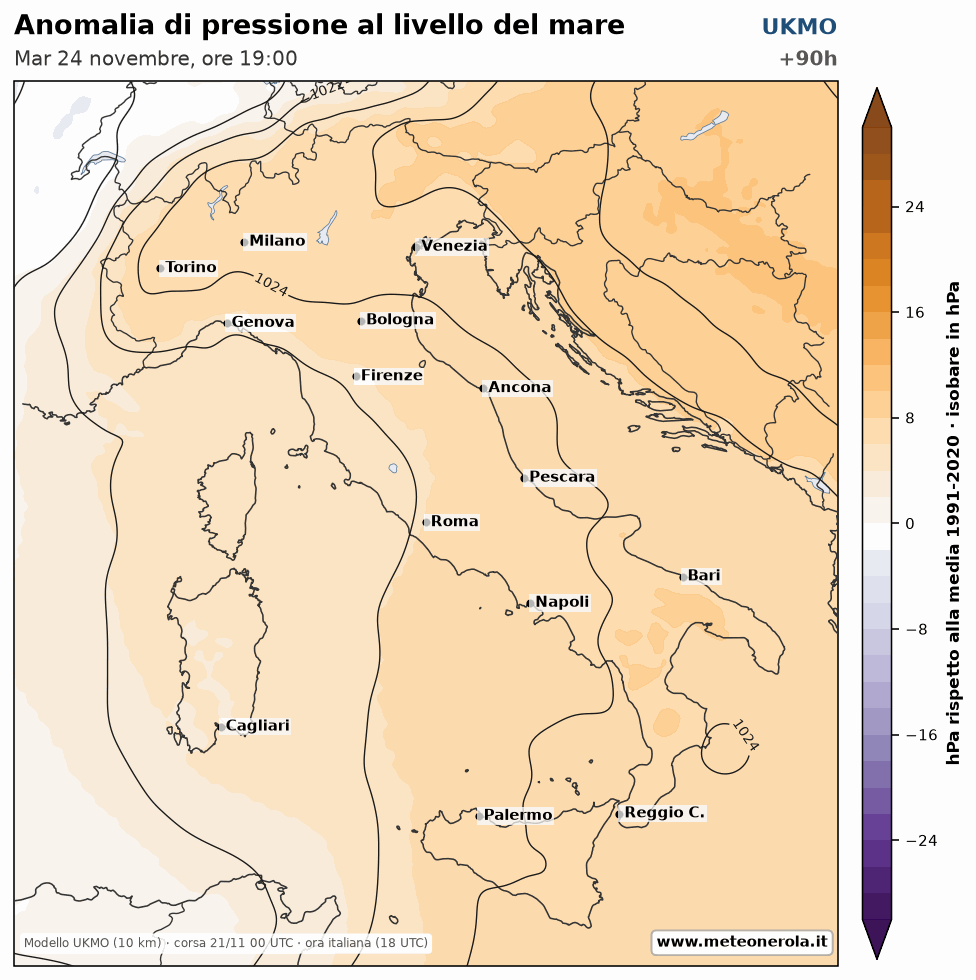 Anomalia di pressione al livello del mare
UKMO
Mar 24 novembre, ore 19:00
+90h
1022
Milano
Venezia
Torino
1024
Genova
Bologna
Firenze
Ancona
Pescara
Roma
Bari
Napoli
Cagliari
1024
Palermo
Reggio C.
24
16
8
0
−8
−16
−24
hPa rispetto alla media 1991-2020 · isobare in hPa
Modello UKMO (10 km) · corsa 21/11 00 UTC · ora italiana (18 UTC)
www.meteonerola.it